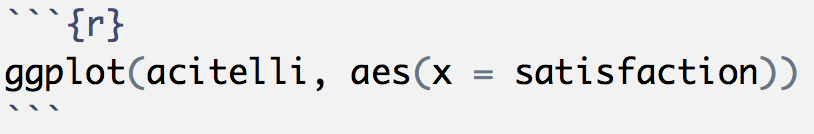 ```{r}
ggplot(acitelli, aes(x = satisfaction))
```